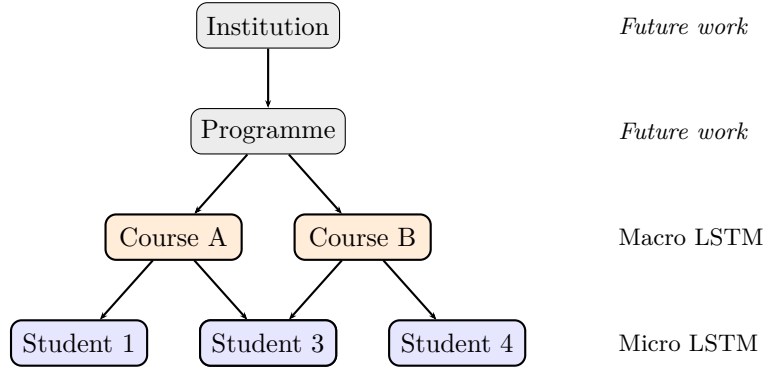 Institution Future work
Programme Future work
Course A Course B Macro LSTM
Student 1 Student 3 Student 4 Micro LSTM